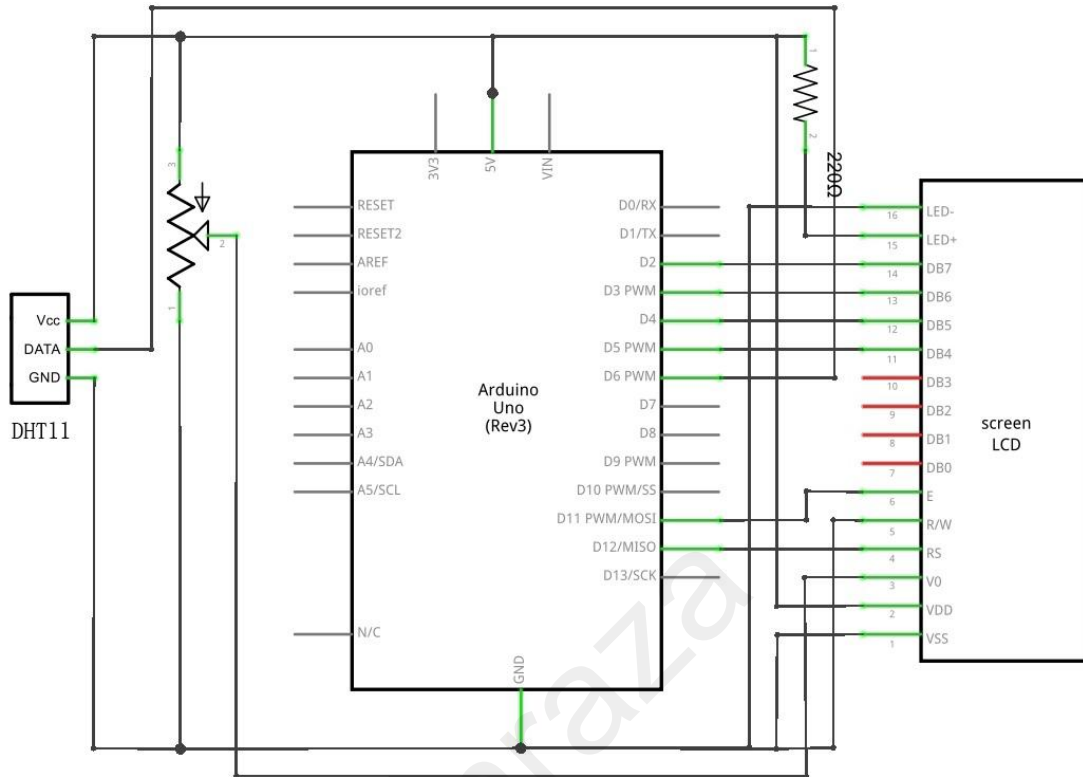 3V3
5V
VIN
1
2
220Ω
3
2
1
RESET
RESET2
AREF
ioref
A0
A1
A2
A3
A4/SDA
A5/SCL
N/C
D0/RX
D1/TX
D2
D3 PWM
D4
D5 PWM
D6 PWM
D7
D8
D9 PWM
D10 PWM/SS
D11 PWM/MOSI
D12/MISO
D13/SCK
GND
Arduino
Uno
(Rev3)
Vcc
DATA
GND
DHT11
16 LED-
15 LED+
14 DB7
13 DB6
12 DB5
11 DB4
10 DB3
9 DB2
8 DB1
7 DB0
6 E
5 R/W
4 RS
3 V0
2 VDD
1 VSS
screen
LCD